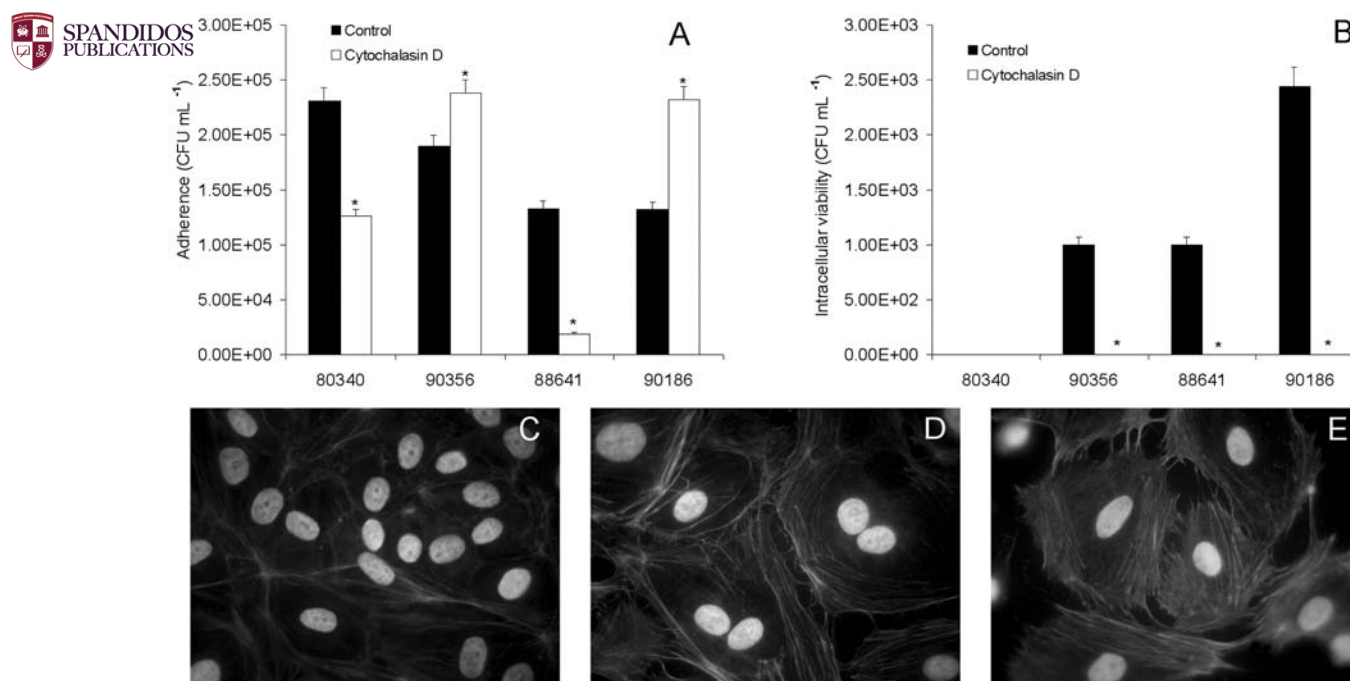 SPANDIDOS
PUBLICATIONS
A
Control
Cytochalasin D
Adherence (CFU mL -1)
3.00E+05
2.50E+05
2.00E+05
1.50E+05
1.00E+05
5.00E+04
0.00E+00
*
*
*
*
80340
90356
88641
90186
B
Control
Cytochalasin D
Intracellular viability (CFU mL -1)
3.00E+03
2.50E+03
2.00E+03
1.50E+03
1.00E+03
5.00E+02
0.00E+00
*
*
*
80340
90356
88641
90186
C
D
E